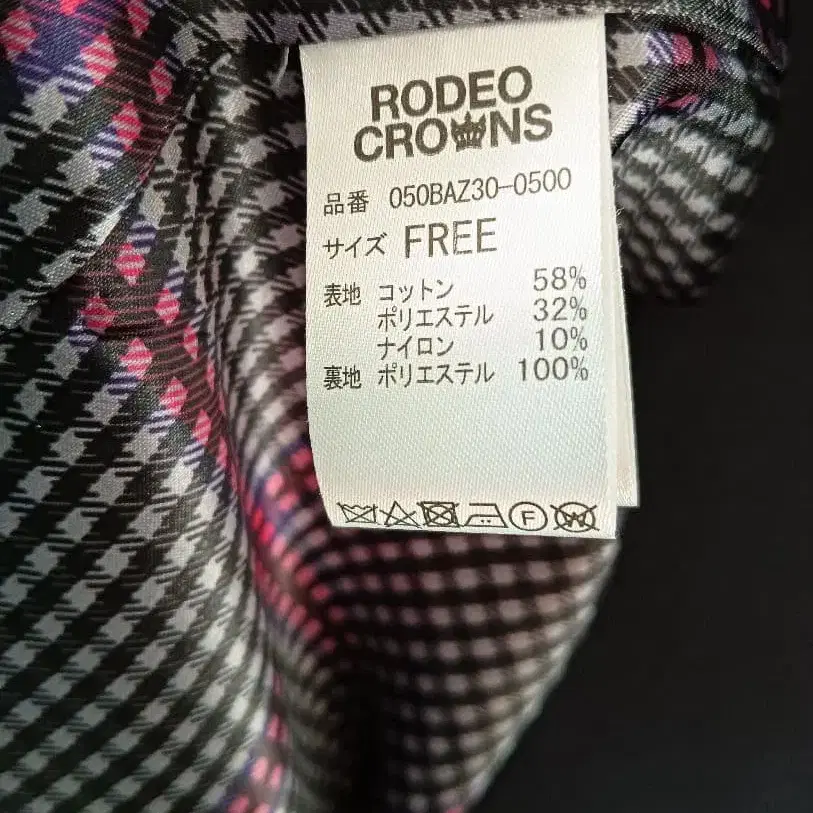 RODEO
CROWNS
品番 050BAZ30-0500
サイズ FREE
表地 コットン 58%
ポリエステル 32%
ナイロン 10%
裏地 ポリエステル 100%
F W